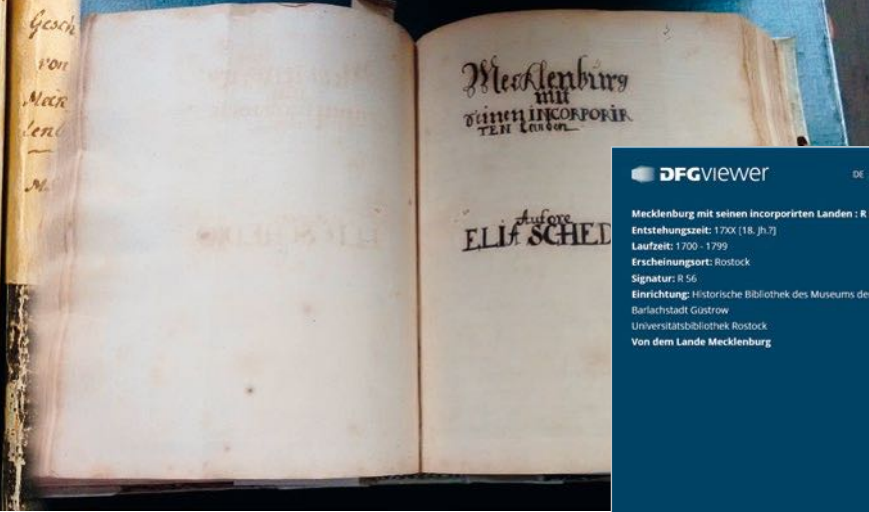 Gesch
von
Meck
lenb
M.
Mecklenburg
mit
seinen INCORPORIR
TEN Landen
Autore
ELIA SCHED
DFGVIEWER
DE
Mecklenburg mit seinen incorporirten Landen : R
Entstehungszeit: 17XX [18. Jh.?]
Laufzeit: 1700 - 1799
Erscheinungsort: Rostock
Signatur: R 56
Einrichtung: Historische Bibliothek des Museums de
Barlachstadt Güstrow
Universitätsbibliothek Rostock
Von dem Lande Mecklenburg